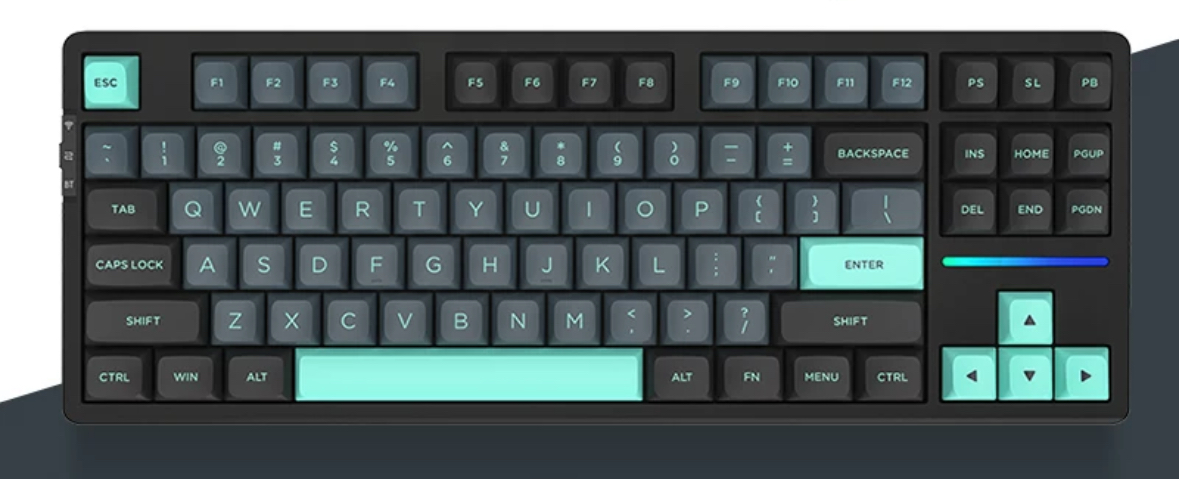 ESC F1 F2 F3 F4 F5 F6 F7 F8 F9 F10 F11 F12 PS SL PB
~ ! @ # $ % ^ & * ( ) — +
` 1 2 3 4 5 6 7 8 9 0 - = BACKSPACE INS HOME PGUP
TAB Q W E R T Y U I O P { } |
[ ] \ DEL END PGDN
BT
CAPS LOCK A S D F G H J K L : "
; ' ENTER
SHIFT Z X C V B N M < > ?
, . / SHIFT
CTRL WIN ALT ALT FN MENU CTRL